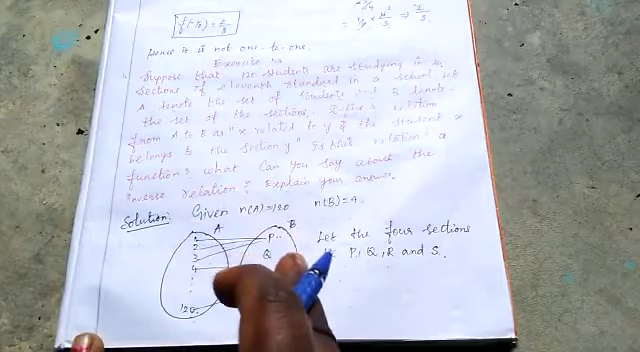 f(-1/3) = 2/3
Hence it is not one-to-one.
Exercise
Suppose that 120 students are studying in 4
sections of eleventh standard in a school. Let
A denote the set of students and B denote
the set of the sections. Define a relation
from A to B as "x related to y if the student x
belongs to the section y". Is this relation a
function? What can you say about the
inverse relation? Explain your answer.
Solution: Given n(A)=120 n(B)=4.
A B
1 P
2
3 Q
4
120
Let the four sections
P, Q, R and S.